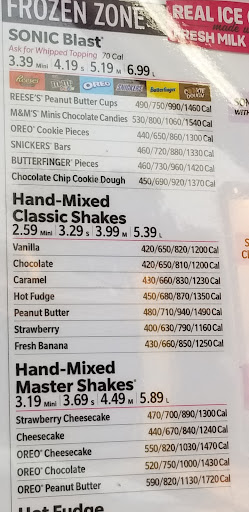 FROZEN ZONE
REAL ICE
made w
FRESH MILK
SONIC Blast®
Ask for Whipped Topping 70 Cal
3.39 Mini 4.19 S 5.19 M 6.99 L
Reese's OREO SNICKERS Butterfinger
REESE'S® Peanut Butter Cups 490/750/990/1460 Cal
M&M'S® Minis Chocolate Candies 530/800/1060/1540 Cal
OREO® Cookie Pieces 440/650/860/1300 Cal
SNICKERS® Bars 460/720/880/1330 Cal
BUTTERFINGER® Pieces 460/730/960/1420 Cal
Chocolate Chip Cookie Dough 450/690/920/1370 Cal
Hand-Mixed
Classic Shakes
2.59 Mini 3.29 S 3.99 M 5.39 L
Vanilla 420/650/820/1200 Cal
Chocolate 420/650/810/1200 Cal
Caramel 430/660/830/1230 Cal
Hot Fudge 450/680/870/1350 Cal
Peanut Butter 480/710/940/1490 Cal
Strawberry 400/630/790/1160 Cal
Fresh Banana 430/660/850/1250 Cal
Hand-Mixed
Master Shakes®
3.19 Mini 3.69 S 4.49 M 5.89 L
Strawberry Cheesecake 470/700/890/1300 Cal
Cheesecake 440/670/840/1240 Cal
OREO® Cheesecake 550/820/1030/1470 Cal
OREO® Chocolate 520/750/1000/1430 Cal
OREO® Peanut Butter 590/820/1130/1720 Cal
Hot Fudge